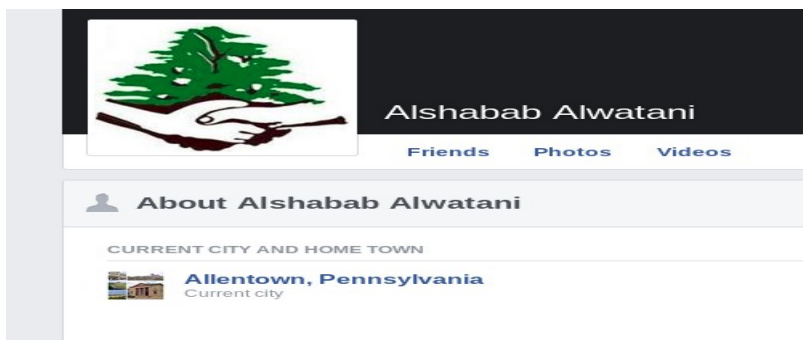 Alshabab Alwatani
Friends Photos Videos
About Alshabab Alwatani
CURRENT CITY AND HOME TOWN
Allentown, Pennsylvania
Current city